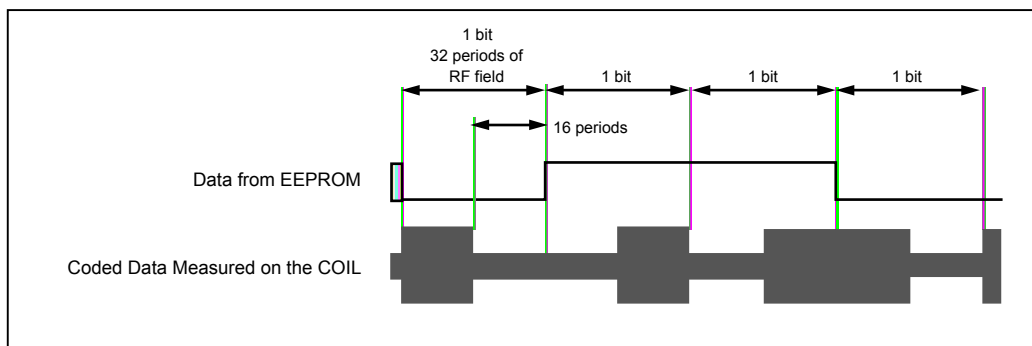 1 bit
32 periods of
RF field
1 bit
1 bit
1 bit
16 periods
Data from EEPROM
Coded Data Measured on the COIL